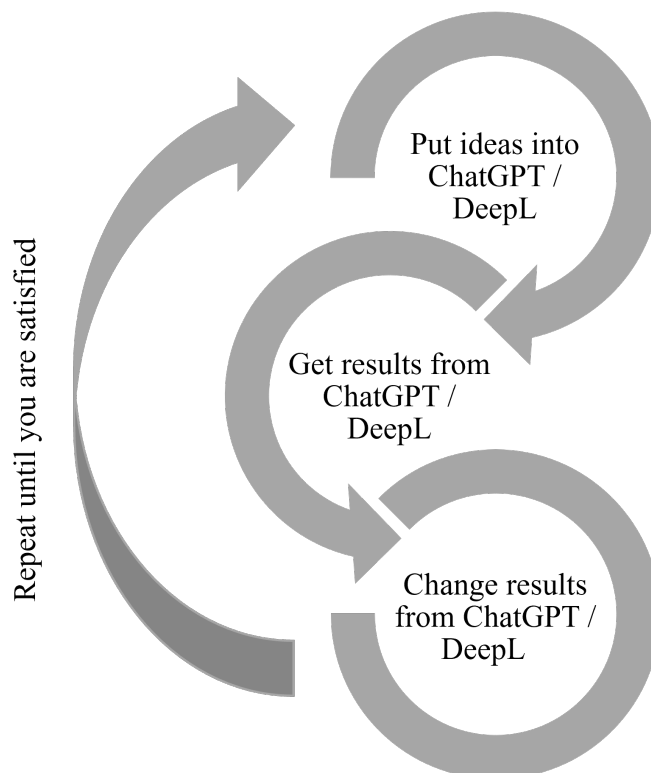 Put ideas into
ChatGPT /
DeepL
Get results from
ChatGPT /
DeepL
Change results
from ChatGPT /
DeepL
Repeat until you are satisfied